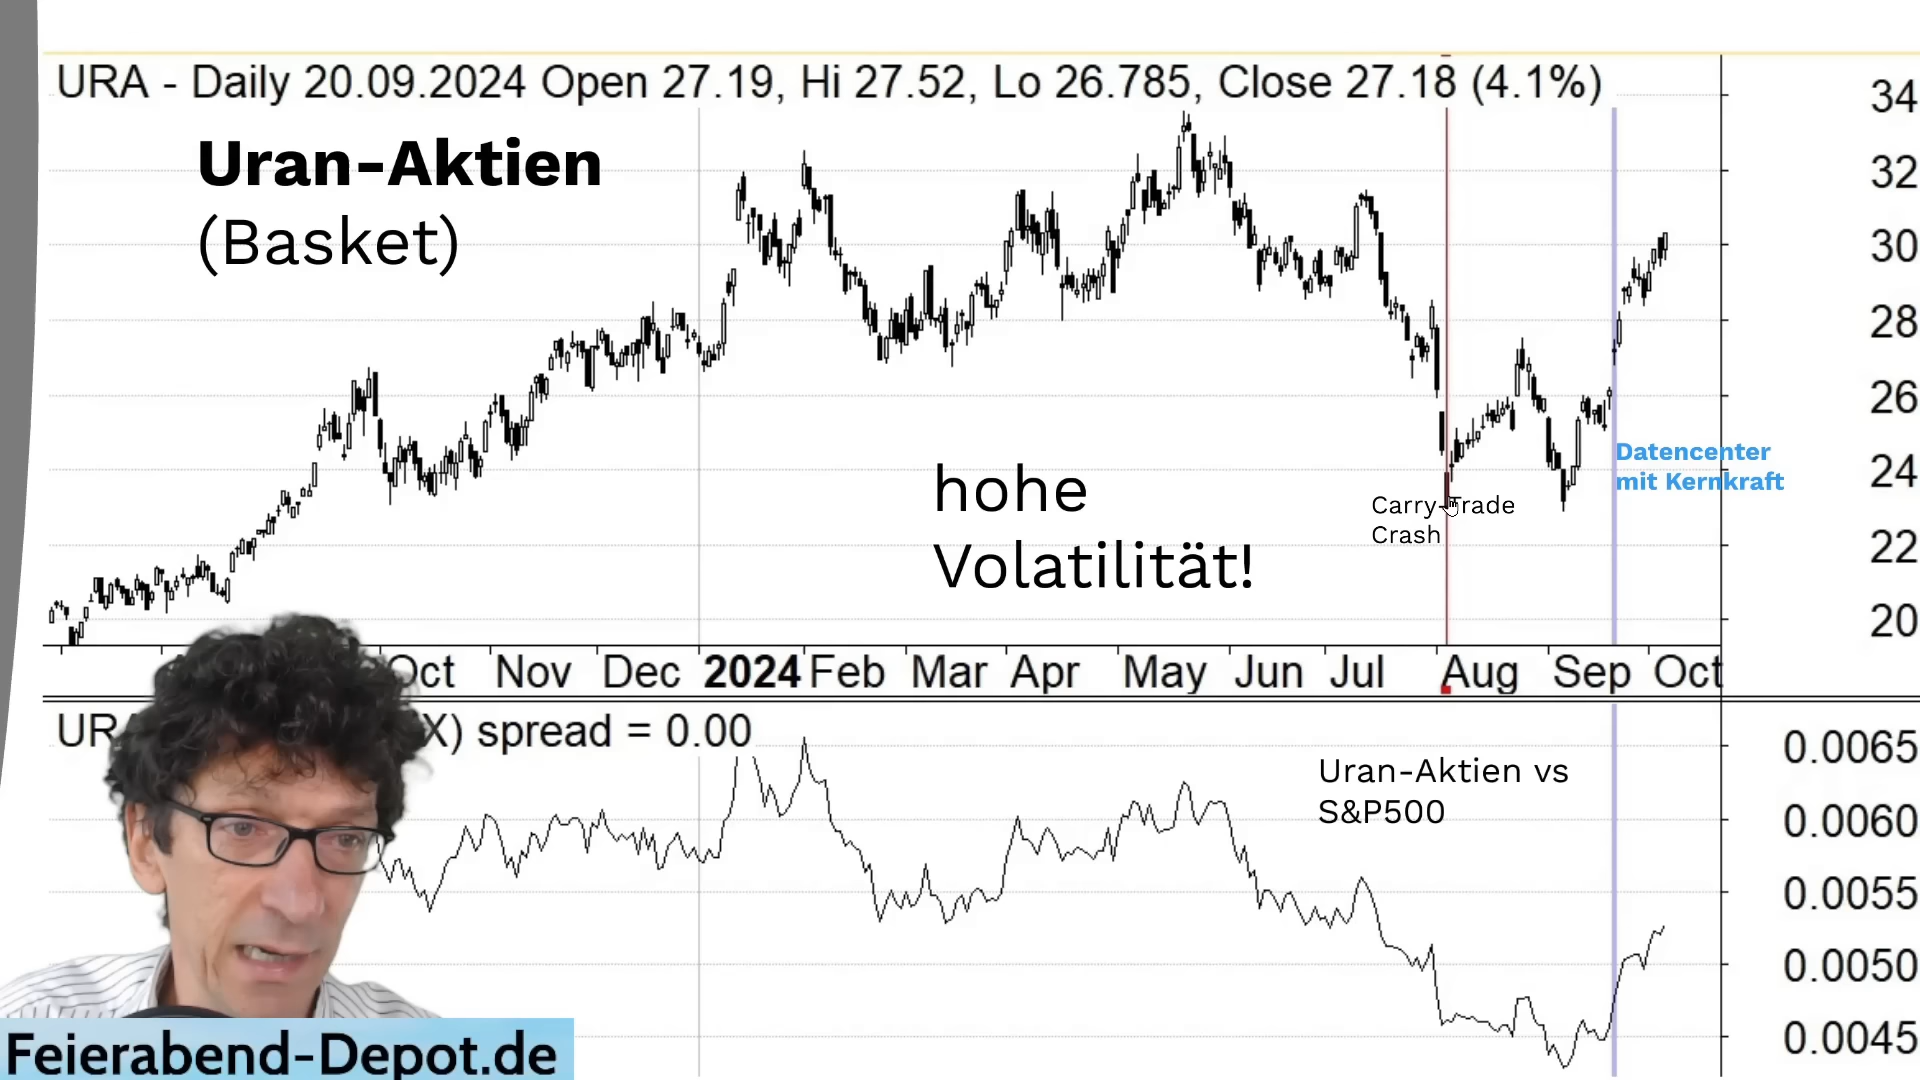 URA - Daily 20.09.2024 Open 27.19, Hi 27.52, Lo 26.785, Close 27.18 (4.1%)
Uran-Aktien
(Basket)
hohe
Volatilität!
Carry-Trade
Crash
Datencenter
mit Kernkraft
34
32
30
28
26
24
22
20
Oct Nov Dec 2024 Feb Mar Apr May Jun Jul Aug Sep Oct
spread = 0.00
Uran-Aktien vs
S&P500
0.0065
0.0060
0.0055
0.0050
0.0045
Feierabend-Depot.de